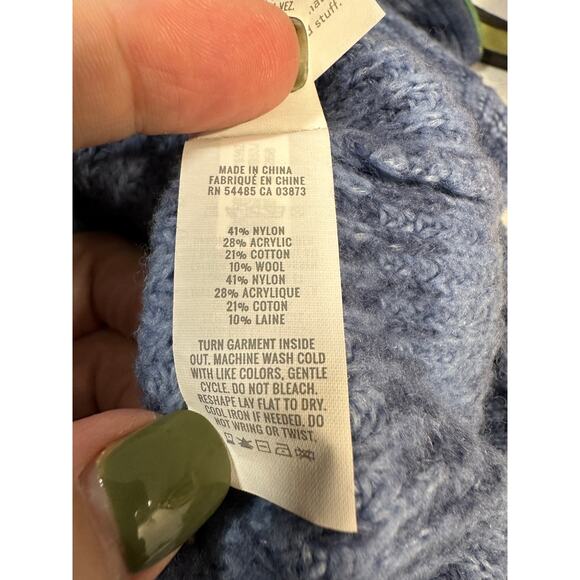 VEZ.
stuff.
MADE IN CHINA
FABRIQUÉ EN CHINE
RN 54485 CA 03873
41% NYLON
28% ACRYLIC
21% COTTON
10% WOOL
41% NYLON
28% ACRYLIQUE
21% COTON
10% LAINE
TURN GARMENT INSIDE
OUT. MACHINE WASH COLD
WITH LIKE COLORS, GENTLE
CYCLE. DO NOT BLEACH.
RESHAPE LAY FLAT TO DRY.
COOL IRON IF NEEDED. DO
NOT WRING OR TWIST.